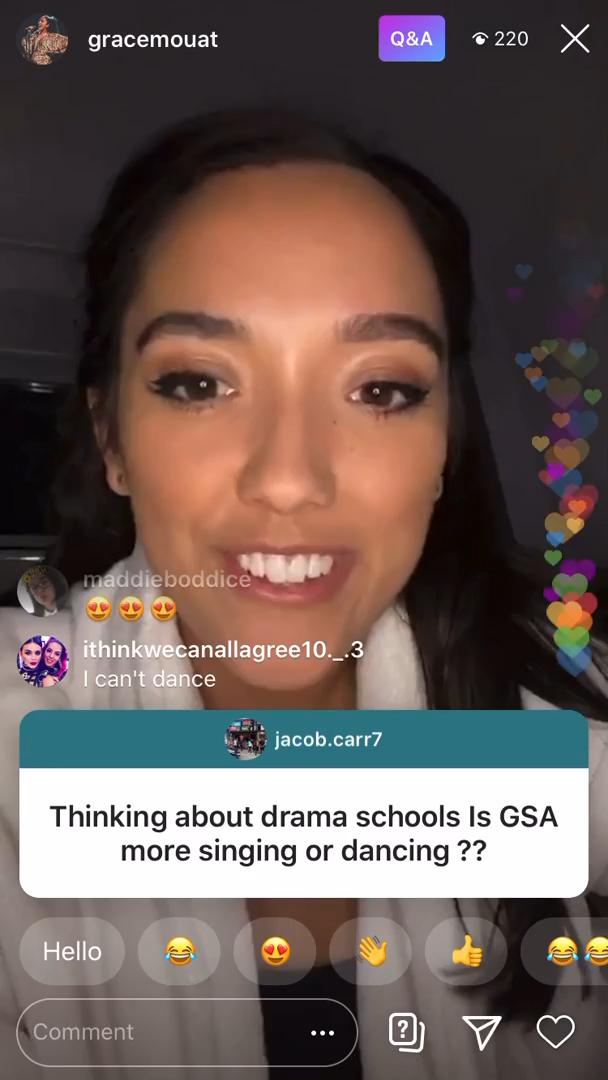 gracemouat
Q&A
220
maddieboddice
😍😍😍
ithinkwecanallagree10._.3
I can't dance
jacob.carr7
Thinking about drama schools Is GSA
more singing or dancing ??
Hello
Comment